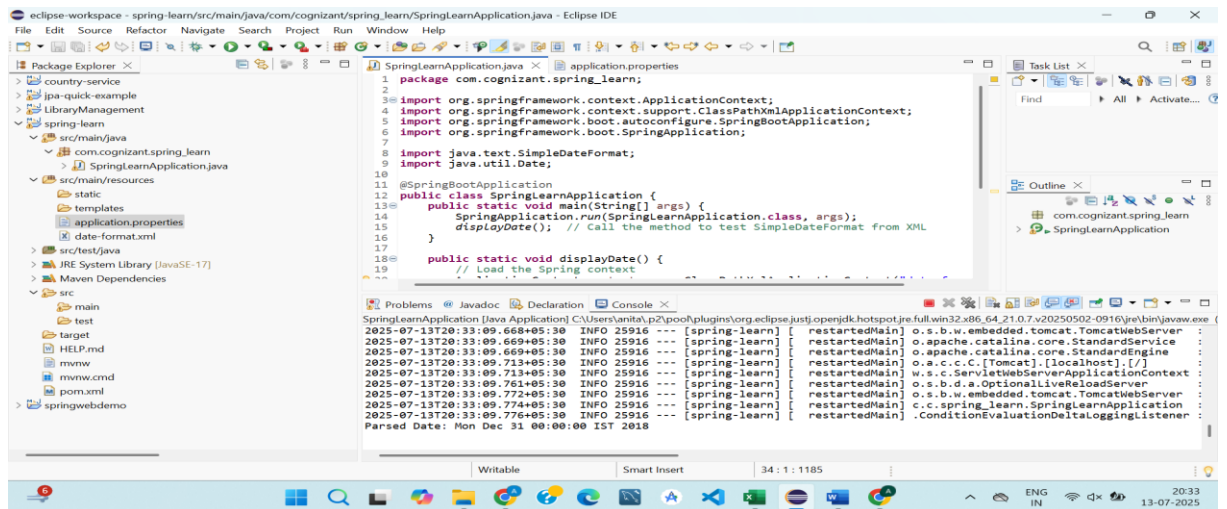 eclipse-workspace - spring-learn/src/main/java/com/cognizant/spring_learn/SpringLearnApplication.java - Eclipse IDE
File Edit Source Refactor Navigate Search Project Run Window Help
Package Explorer
country-service
jpa-quick-example
LibraryManagement
spring-learn
src/main/java
com.cognizant.spring_learn
SpringLearnApplication.java
src/main/resources
static
templates
application.properties
date-format.xml
src/test/java
JRE System Library [JavaSE-17]
Maven Dependencies
src
main
test
target
HELP.md
mvnw
mvnw.cmd
pom.xml
springwebdemo
SpringLearnApplication.java application.properties
1 package com.cognizant.spring_learn;
2
3 import org.springframework.context.ApplicationContext;
4 import org.springframework.context.support.ClassPathXmlApplicationContext;
5 import org.springframework.boot.autoconfigure.SpringBootApplication;
6 import org.springframework.boot.SpringApplication;
7
8 import java.text.SimpleDateFormat;
9 import java.util.Date;
10
11 @SpringBootApplication
12 public class SpringLearnApplication {
13 public static void main(String[] args) {
14 SpringApplication.run(SpringLearnApplication.class, args);
15 displayDate(); // Call the method to test SimpleDateFormat from XML
16 }
17
18 public static void displayDate() {
19 // Load the Spring context
Task List
Find All Activate...
Outline
com.cognizant.spring_learn
SpringLearnApplication
Problems Javadoc Declaration Console
SpringLearnApplication [Java Application] C:\Users\anita\.p2\pool\plugins\org.eclipse.justj.openjdk.hotspot.jre.full.win32.x86_64_21.0.7.v20250502-0916\jre\bin\javaw.exe (
2025-07-13T20:33:09.668+05:30 INFO 25916 --- [spring-learn] [ restartedMain] o.s.b.w.embedded.tomcat.TomcatWebServer :
2025-07-13T20:33:09.669+05:30 INFO 25916 --- [spring-learn] [ restartedMain] o.apache.catalina.core.StandardService :
2025-07-13T20:33:09.669+05:30 INFO 25916 --- [spring-learn] [ restartedMain] o.apache.catalina.core.StandardEngine :
2025-07-13T20:33:09.713+05:30 INFO 25916 --- [spring-learn] [ restartedMain] o.a.c.c.C.[Tomcat].[localhost].[/] :
2025-07-13T20:33:09.713+05:30 INFO 25916 --- [spring-learn] [ restartedMain] w.s.c.ServletWebServerApplicationContext :
2025-07-13T20:33:09.761+05:30 INFO 25916 --- [spring-learn] [ restartedMain] o.s.b.d.a.OptionalLiveReloadServer :
2025-07-13T20:33:09.772+05:30 INFO 25916 --- [spring-learn] [ restartedMain] o.s.b.w.embedded.tomcat.TomcatWebServer :
2025-07-13T20:33:09.774+05:30 INFO 25916 --- [spring-learn] [ restartedMain] c.c.spring_learn.SpringLearnApplication :
2025-07-13T20:33:09.776+05:30 INFO 25916 --- [spring-learn] [ restartedMain] .ConditionEvaluationDeltaLoggingListener :
Parsed Date: Mon Dec 31 00:00:00 IST 2018
Writable Smart Insert 34 : 1 : 1185
ENG
IN
20:33
13-07-2025